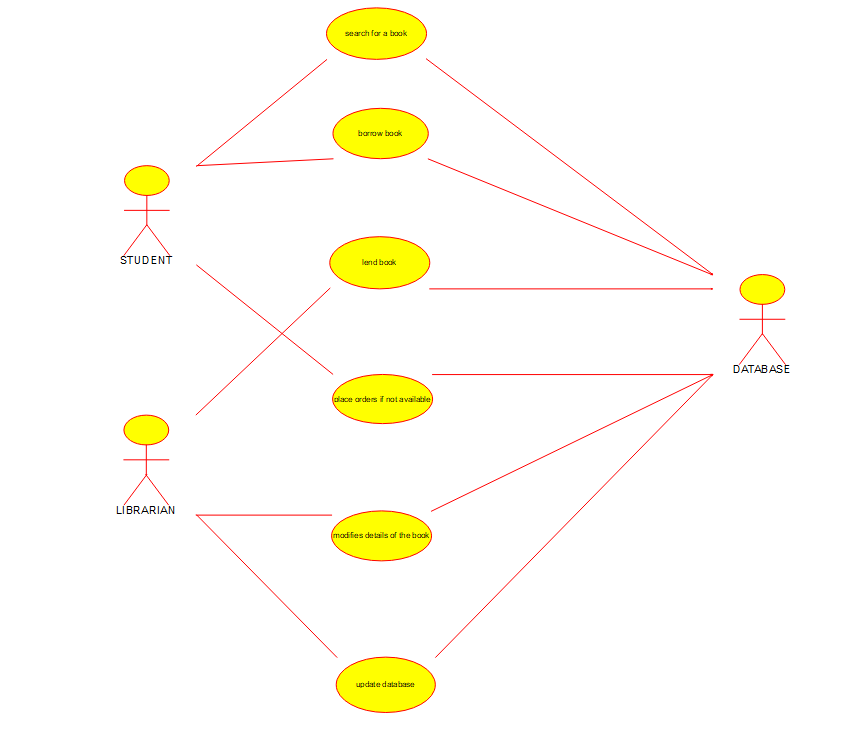 search for a book
borrow book
STUDENT
lend book
DATABASE
place orders if not available
LIBRARIAN
modifies details of the book
update database